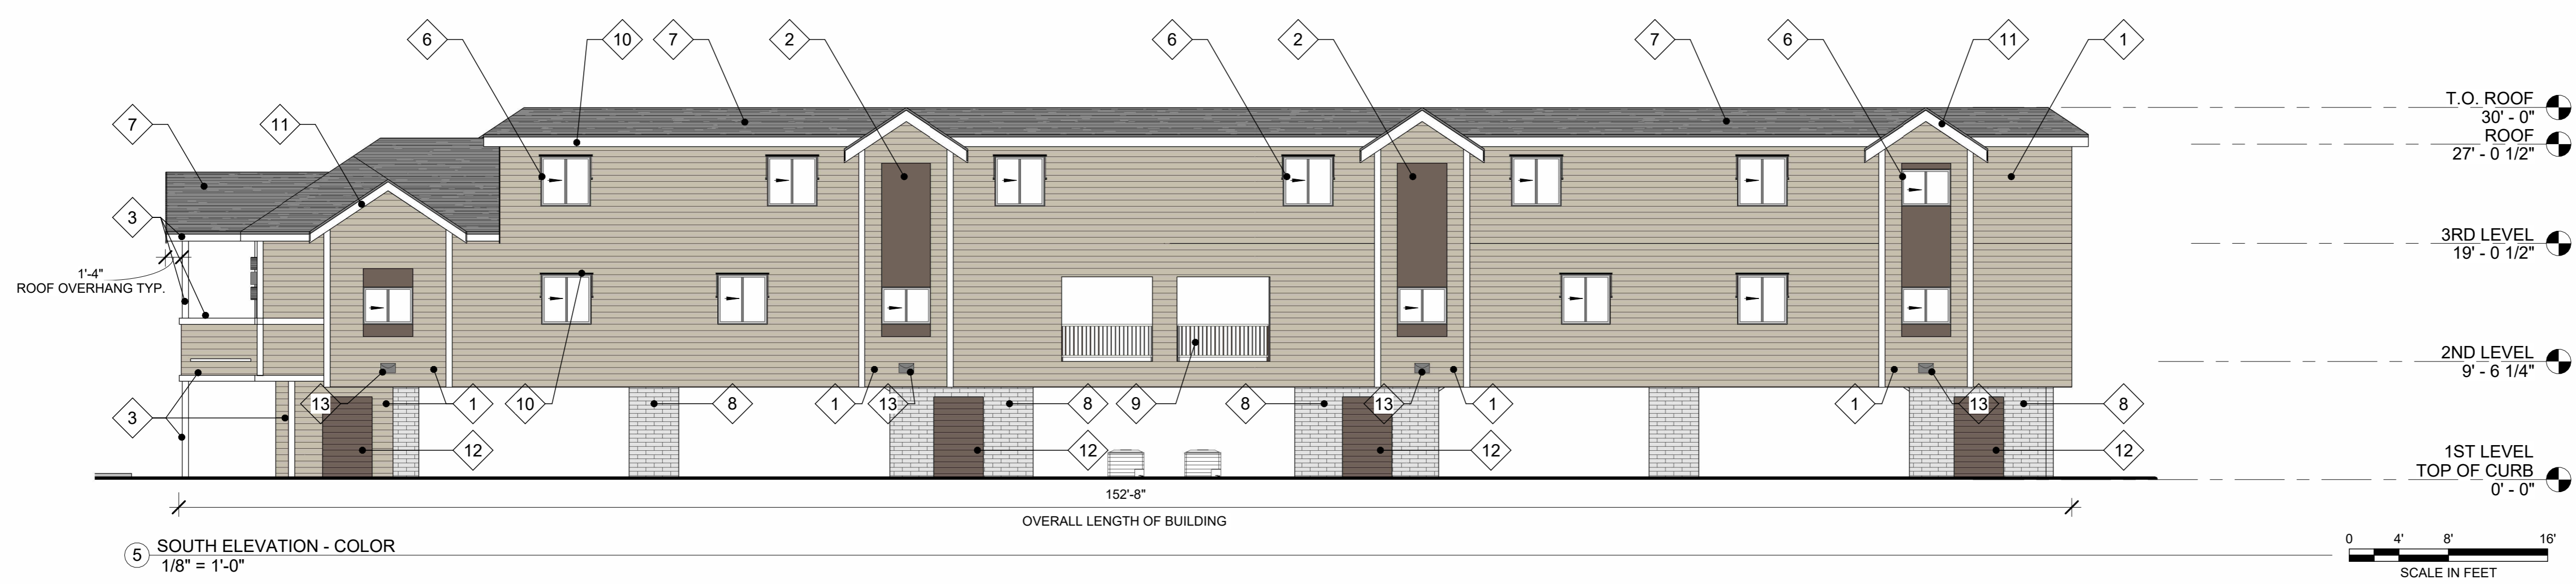 6
10
7
2
6
2
7
6
11
1
7
11
T.O. ROOF
30' - 0"
ROOF
27' - 0 1/2"
3
3RD LEVEL
19' - 0 1/2"
1'-4"
ROOF OVERHANG TYP.
2ND LEVEL
9' - 6 1/4"
3
13
1
10
8
1
13
8
9
8
13
1
1
13
8
12
12
12
12
1ST LEVEL
TOP OF CURB
0' - 0"
152'-8"
OVERALL LENGTH OF BUILDING
5
SOUTH ELEVATION - COLOR
1/8" = 1'-0"
0 4' 8' 16'
SCALE IN FEET